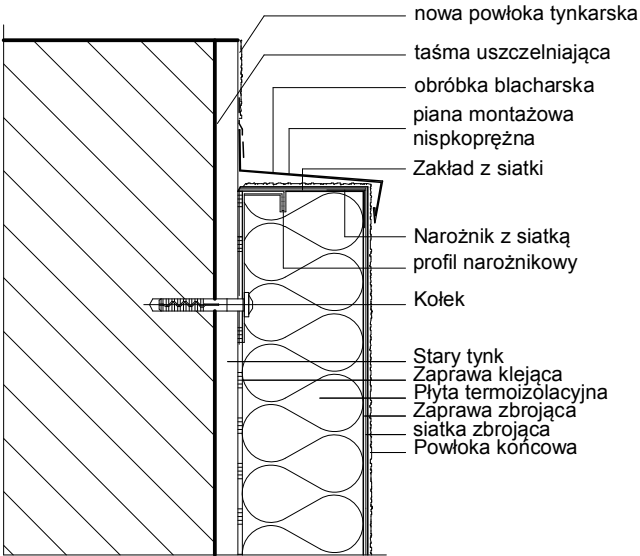 nowa powłoka tynkarska
taśma uszczelniająca
obróbka blacharska
piana montażowa
nispkoprężna
Zakład z siatki
Narożnik z siatką
profil narożnikowy
Kołek
Stary tynk
Zaprawa klejąca
Płyta termoizolacyjna
Zaprawa zbrojąca
siatka zbrojąca
Powłoka końcowa